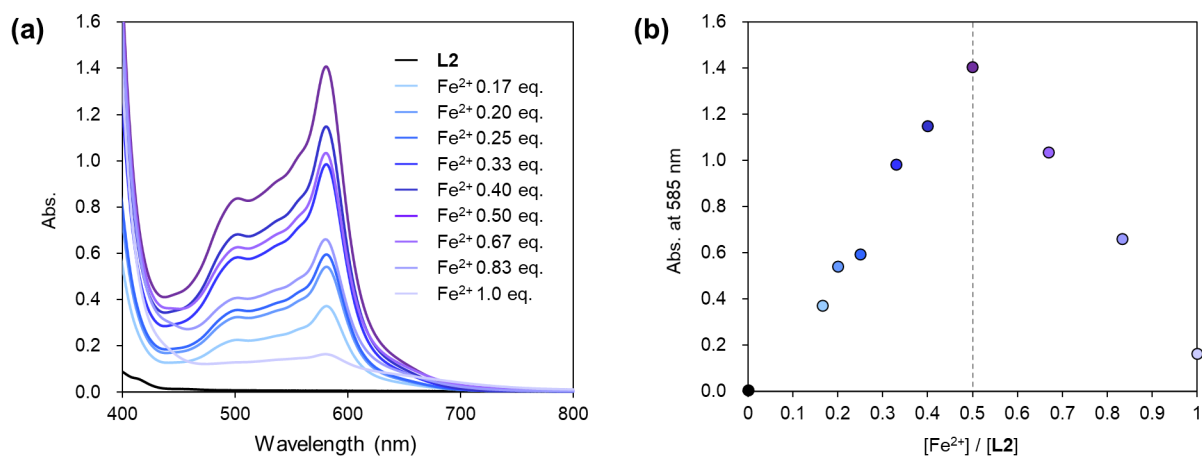 (a)
1.6
1.4
1.2
1.0
0.8
0.6
0.4
0.2
0.0
Abs.
400
500
600
700
800
Wavelength (nm)
L2
Fe²⁺ 0.17 eq.
Fe²⁺ 0.20 eq.
Fe²⁺ 0.25 eq.
Fe²⁺ 0.33 eq.
Fe²⁺ 0.40 eq.
Fe²⁺ 0.50 eq.
Fe²⁺ 0.67 eq.
Fe²⁺ 0.83 eq.
Fe²⁺ 1.0 eq.
(b)
1.6
1.4
1.2
1.0
0.8
0.6
0.4
0.2
0.0
Abs. at 585 nm
0
0.1
0.2
0.3
0.4
0.5
0.6
0.7
0.8
0.9
1
[Fe²⁺] / [L2]